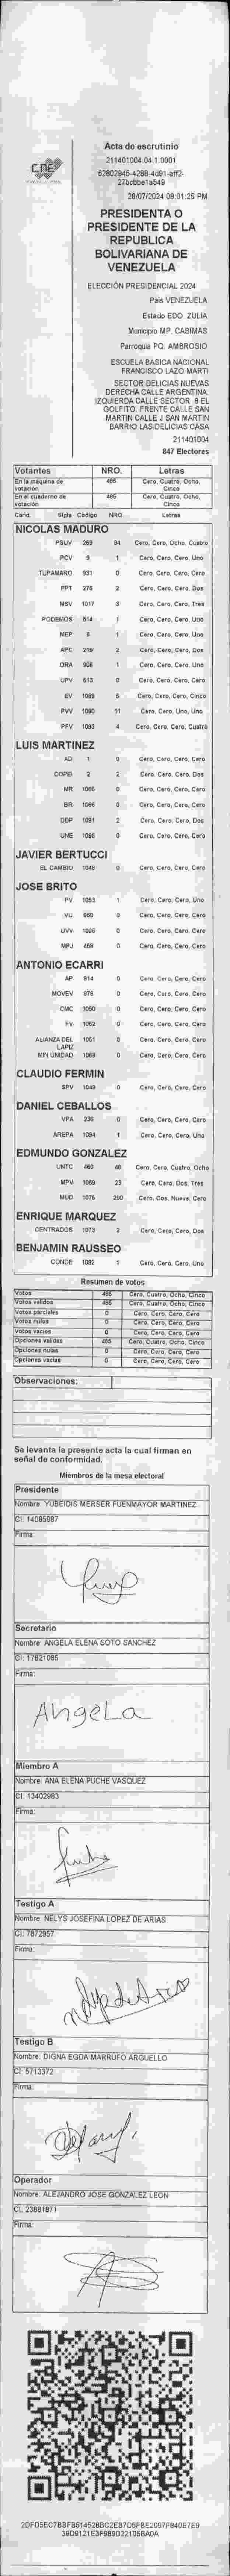 Acta de escrutinio
211401004.04.1.0001
28/07/2024 08:01:25 PM
CNE
PRESIDENTA O
PRESIDENTE DE LA
REPUBLICA
BOLIVARIANA DE
VENEZUELA
ELECCIÓN PRESIDENCIAL 2024
País VENEZUELA
Estado EDO. ZULIA
Municipio MP. CABIMAS
Parroquia PQ. AMBROSIO
ESCUELA BASICA NACIONAL
FRANCISCO LAZO MARTI
SECTOR DELICIAS NUEVAS
DERECHA CALLE ARGENTINA.
IZQUIERDA CALLE SECTOR 8 EL
GOLFITO. FRENTE CALLE SAN
MARTIN CALLE J SAN MARTIN
BARRIO LAS DELICIAS CASA
211401004
847 Electores
Votantes NRO. Letras
En la máquina de votación 485 Cero, Cuatro, Ocho, Cinco
En el cuaderno de votación 485 Cero, Cuatro, Ocho, Cinco
Cand. Sigla Código NRO. Letras
NICOLAS MADURO
PSUV 269 84 Cero, Cero, Ocho, Cuatro
PCV 1 Cero, Cero, Cero, Uno
TUPAMARO 931 0 Cero, Cero, Cero, Cero
PPT 276 2 Cero, Cero, Cero, Dos
MSV 1017 3 Cero, Cero, Cero, Tres
PODEMOS 514 1 Cero, Cero, Cero, Uno
MEP 6 1 Cero, Cero, Cero, Uno
APC 219 2 Cero, Cero, Cero, Dos
ORA 908 1 Cero, Cero, Cero, Uno
UPV 613 0 Cero, Cero, Cero, Cero
EV 1089 5 Cero, Cero, Cero, Cinco
PVV 1090 11 Cero, Cero, Uno, Uno
PFV 1093 4 Cero, Cero, Cero, Cuatro
LUIS MARTINEZ
AD 1 0 Cero, Cero, Cero, Cero
COPEI 2 2 Cero, Cero, Cero, Dos
MR 1065 0 Cero, Cero, Cero, Cero
BR 1066 0 Cero, Cero, Cero, Cero
DDP 1091 2 Cero, Cero, Cero, Dos
UNE 1098 0 Cero, Cero, Cero, Cero
JAVIER BERTUCCI
EL CAMBIO 1048 0 Cero, Cero, Cero, Cero
JOSE BRITO
PV 1053 1 Cero, Cero, Cero, Uno
VU 660 0 Cero, Cero, Cero, Cero
UVV 0 Cero, Cero, Cero, Cero
MPJ 458 0 Cero, Cero, Cero, Cero
ANTONIO ECARRI
AP 914 0 Cero, Cero, Cero, Cero
MOVEV 978 0 Cero, Cero, Cero, Cero
CMC 1050 0 Cero, Cero, Cero, Cero
FV 1062 0 Cero, Cero, Cero, Cero
ALIANZA DEL LAPIZ 1051 0 Cero, Cero, Cero, Cero
MIN UNIDAD 1068 0 Cero, Cero, Cero, Cero
CLAUDIO FERMIN
SPV 1049 0 Cero, Cero, Cero, Cero
DANIEL CEBALLOS
VPA 236 0 Cero, Cero, Cero, Cero
AREPA 1094 1 Cero, Cero, Cero, Uno
EDMUNDO GONZALEZ
UNTC 460 48 Cero, Cero, Cuatro, Ocho
MPV 1069 23 Cero, Cero, Dos, Tres
MUD 1075 290 Cero, Dos, Nueve, Cero
ENRIQUE MARQUEZ
CENTRADOS 1073 2 Cero, Cero, Cero, Dos
BENJAMIN RAUSSEO
CONDE 1092 1 Cero, Cero, Cero, Uno
Resumen de votos
Votos 485 Cero, Cuatro, Ocho, Cinco
Votos válidos 485 Cero, Cuatro, Ocho, Cinco
Votos parciales 0 Cero, Cero, Cero, Cero
Votos nulos 0 Cero, Cero, Cero, Cero
Votos vacíos 0 Cero, Cero, Cero, Cero
Opciones válidas 485 Cero, Cuatro, Ocho, Cinco
Opciones nulas 0 Cero, Cero, Cero, Cero
Opciones vacías 0 Cero, Cero, Cero, Cero
Observaciones:
Se levanta la presente acta la cual firman en
señal de conformidad.
Miembros de la mesa electoral
Presidente
Nombre: YUBEIDIS MERSER FUENMAYOR MARTINEZ
CI: 14085987
Firma:
Secretario
Nombre: ANGELA ELENA SOTO SANCHEZ
CI: 17821085
Firma:
Angela
Miembro A
Nombre: ANA ELENA PUCHE VASQUEZ
CI: 13402983
Firma:
Testigo A
Nombre: NELYS JOSEFINA LOPEZ DE ARIAS
CI: 7872957
Firma:
Testigo B
Nombre: DIGNA EGDA MARRUFO ARGUELLO
CI: 5713372
Firma:
Operador
Nombre: ALEJANDRO JOSE GONZALEZ LEON
CI: 23881871
Firma: